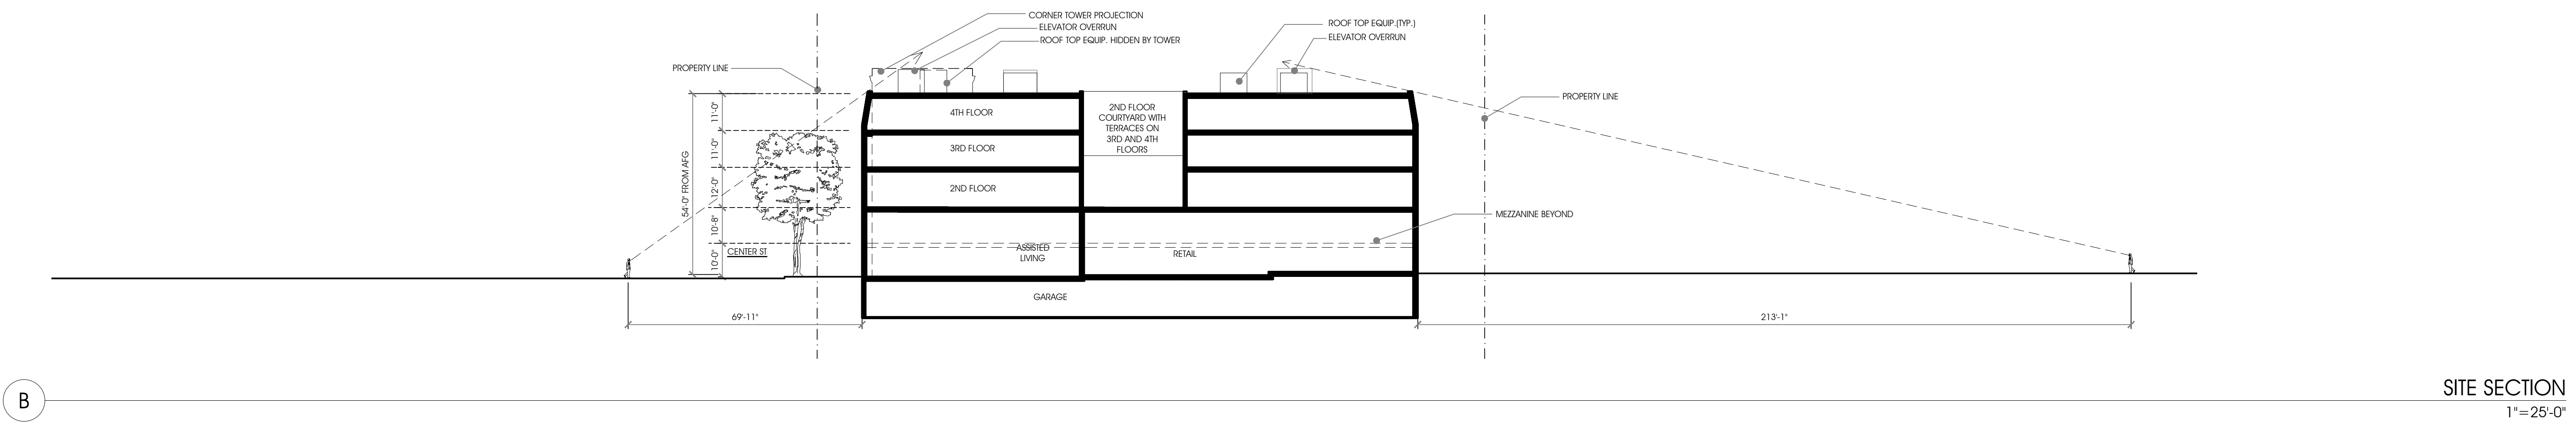 CORNER TOWER PROJECTION
ELEVATOR OVERRUN
ROOF TOP EQUIP. HIDDEN BY TOWER
ROOF TOP EQUIP.(TYP.)
ELEVATOR OVERRUN
PROPERTY LINE
PROPERTY LINE
54'-0" FROM AFG
11'-0"
11'-0"
12'-0"
10'-8"
10'-0"
4TH FLOOR
3RD FLOOR
2ND FLOOR
2ND FLOOR
COURTYARD WITH
TERRACES ON
3RD AND 4TH
FLOORS
MEZZANINE BEYOND
CENTER ST
ASSISTED
LIVING
RETAIL
GARAGE
69'-11"
213'-1"
B
SITE SECTION
1"=25'-0"